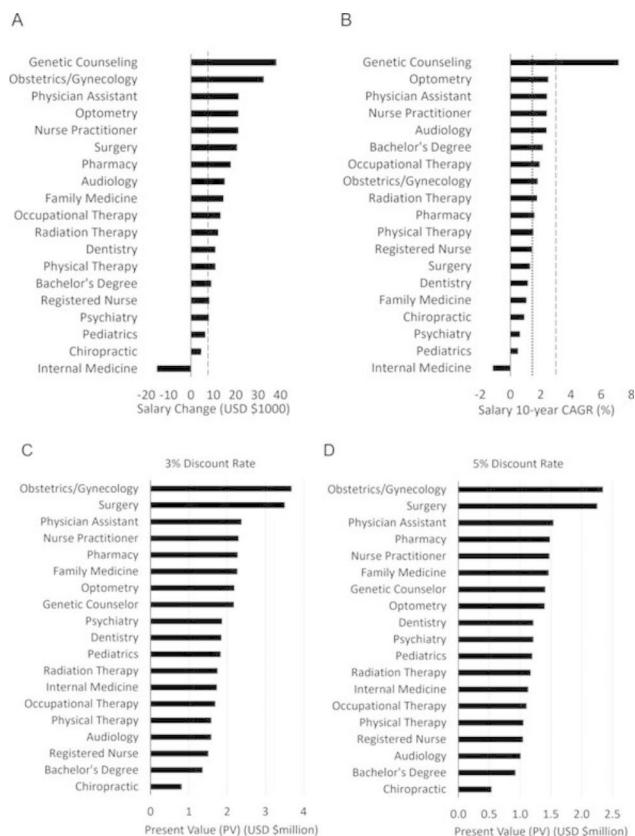 A
Genetic Counseling
Obstetrics/Gynecology
Physician Assistant
Optometry
Nurse Practitioner
Surgery
Pharmacy
Audiology
Family Medicine
Occupational Therapy
Radiation Therapy
Dentistry
Physical Therapy
Bachelor's Degree
Registered Nurse
Psychiatry
Pediatrics
Chiropractic
Internal Medicine
-20 -10 0 10 20 30 40
Salary Change (USD $1000)
B
Genetic Counseling
Optometry
Physician Assistant
Nurse Practitioner
Audiology
Bachelor's Degree
Occupational Therapy
Obstetrics/Gynecology
Radiation Therapy
Pharmacy
Physical Therapy
Registered Nurse
Surgery
Dentistry
Family Medicine
Chiropractic
Psychiatry
Pediatrics
Internal Medicine
-2 0 2 4 6 8
Salary 10-year CAGR (%)
C
3% Discount Rate
Obstetrics/Gynecology
Surgery
Physician Assistant
Nurse Practitioner
Pharmacy
Family Medicine
Optometry
Genetic Counselor
Psychiatry
Dentistry
Pediatrics
Radiation Therapy
Internal Medicine
Occupational Therapy
Physical Therapy
Audiology
Registered Nurse
Bachelor's Degree
Chiropractic
0 1 2 3 4
Present Value (PV) (USD $million)
D
5% Discount Rate
Obstetrics/Gynecology
Surgery
Physician Assistant
Pharmacy
Nurse Practitioner
Family Medicine
Genetic Counselor
Optometry
Dentistry
Psychiatry
Pediatrics
Radiation Therapy
Internal Medicine
Occupational Therapy
Physical Therapy
Registered Nurse
Audiology
Bachelor's Degree
Chiropractic
0.0 0.5 1.0 1.5 2.0 2.5
Present Value (PV) (USD $million)